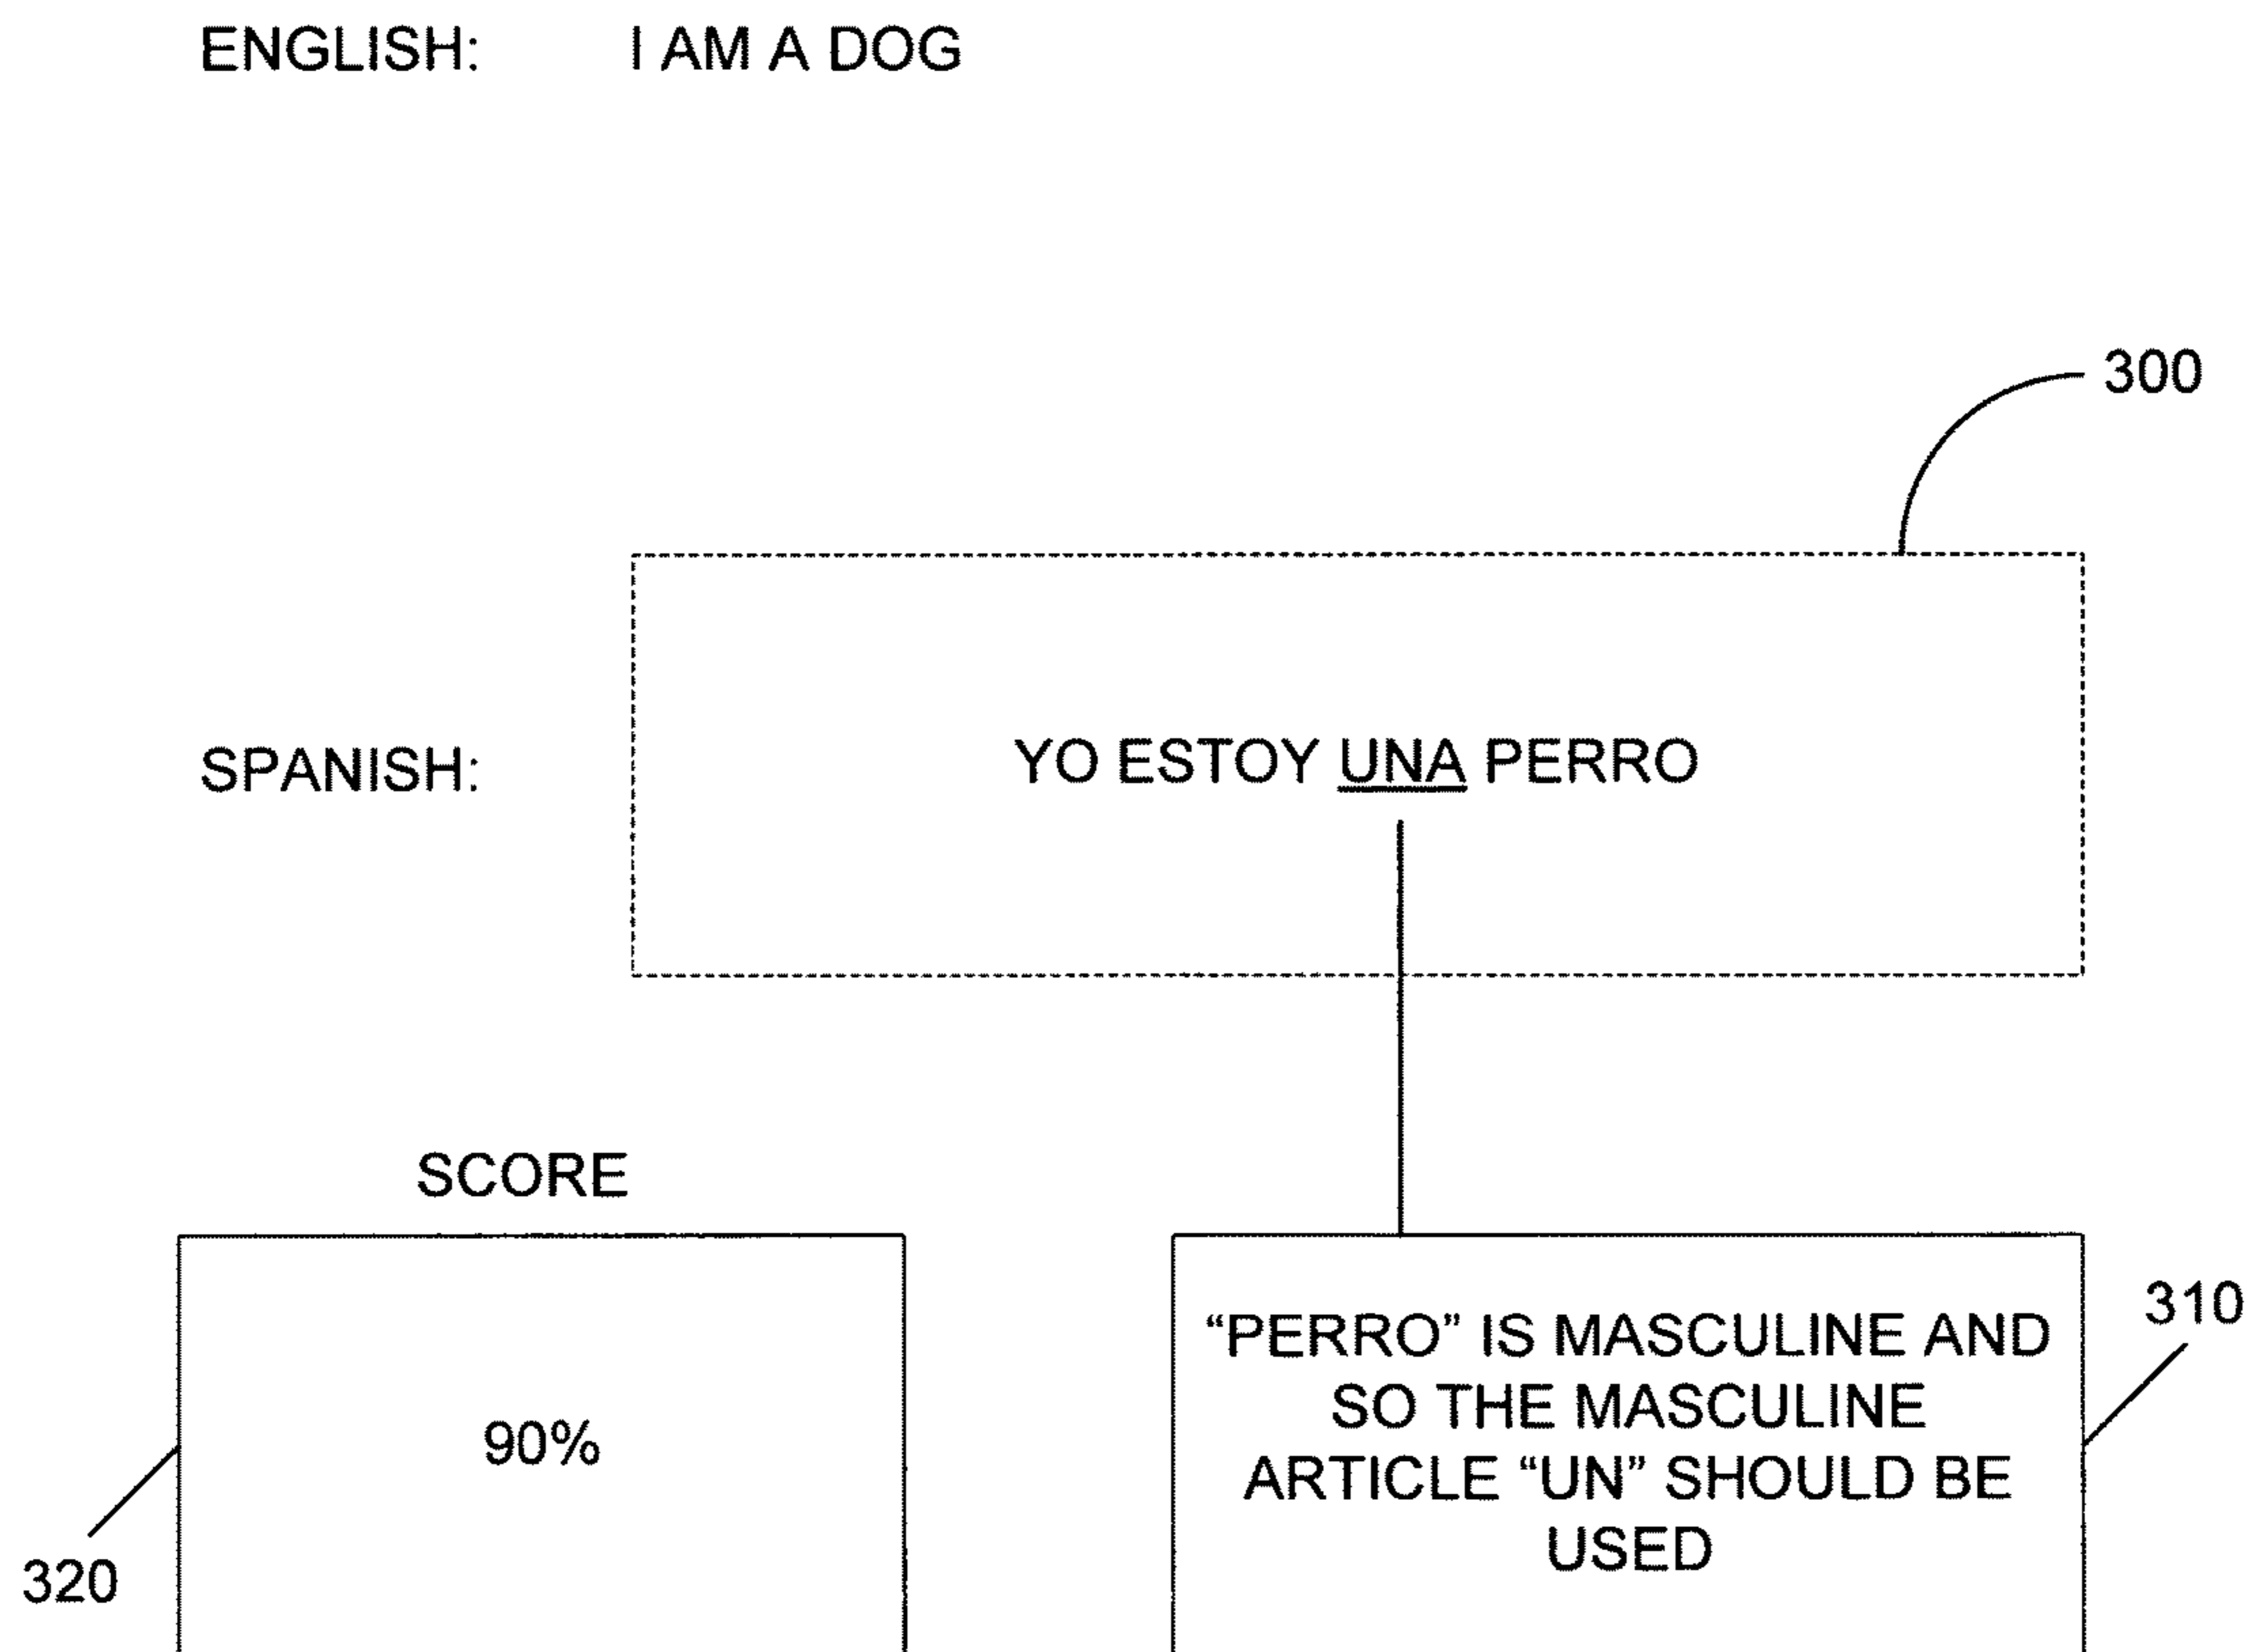 ENGLISH: I AM A DOG
300
SPANISH: YO ESTOY UNA PERRO
SCORE
90%
320
“PERRO” IS MASCULINE AND
SO THE MASCULINE
ARTICLE “UN” SHOULD BE
USED
310